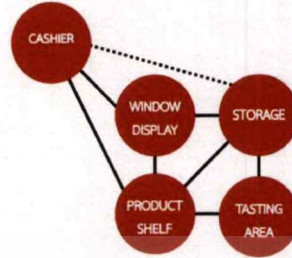 CASHIER
WINDOW
DISPLAY
STORAGE
PRODUCT
SHELF
TASTING
AREA